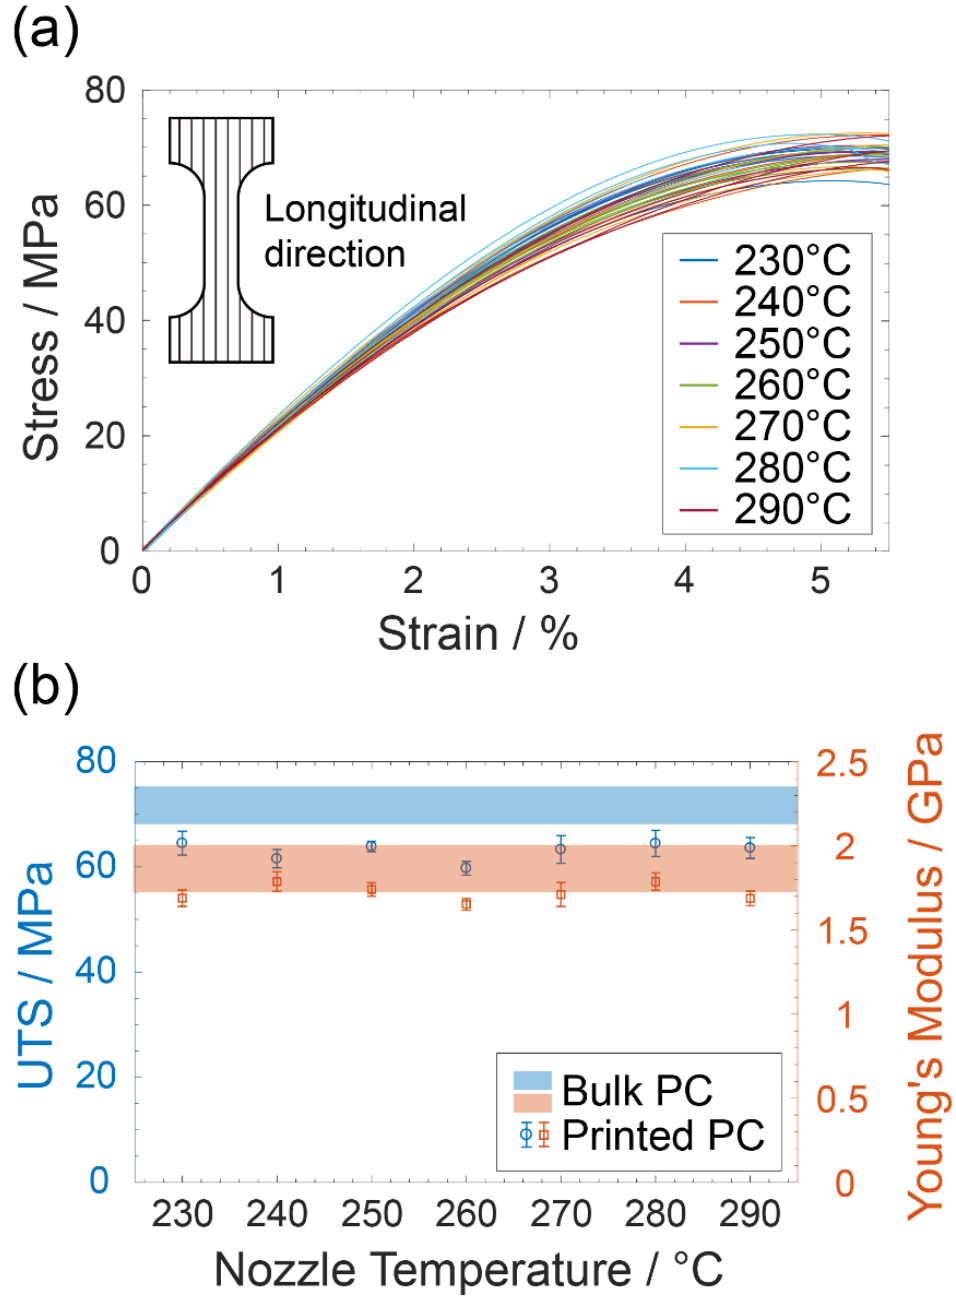 (a)
80
60
40
20
0
Stress / MPa
Longitudinal
direction
230°C
240°C
250°C
260°C
270°C
280°C
290°C
0 1 2 3 4 5
Strain / %
(b)
80
60
40
20
0
UTS / MPa
2.5
2
1.5
1
0.5
0
Young's Modulus / GPa
Bulk PC
Printed PC
230 240 250 260 270 280 290
Nozzle Temperature / °C